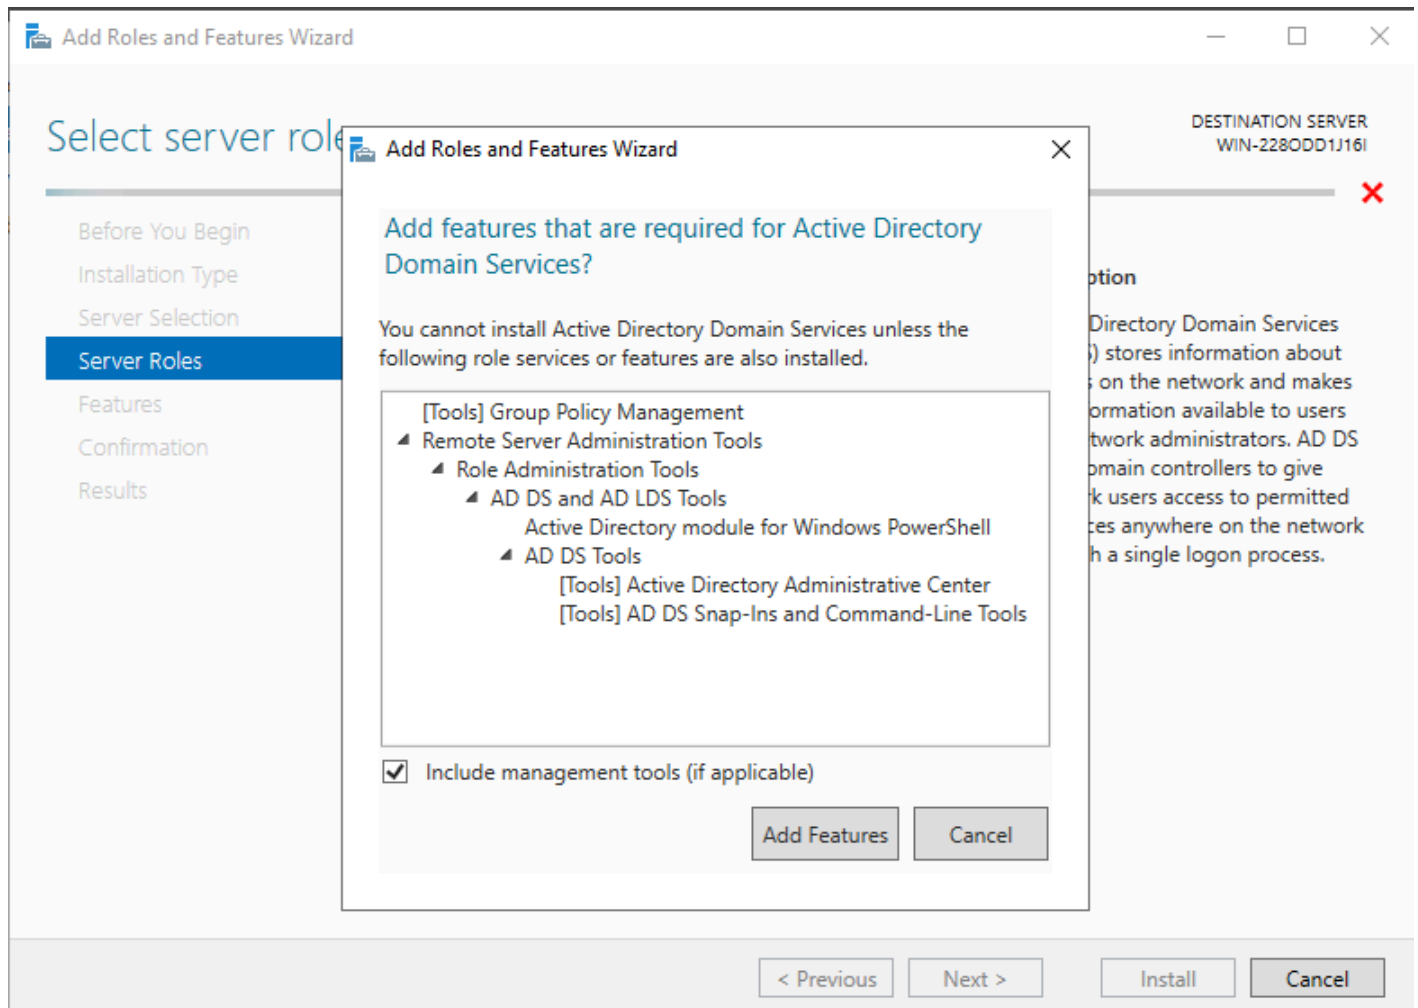 Add Roles and Features Wizard
Select server role
DESTINATION SERVER
WIN-228ODD1J16I
Before You Begin
Installation Type
Server Selection
Server Roles
Features
Confirmation
Results
Add Roles and Features Wizard
Add features that are required for Active Directory
Domain Services?
You cannot install Active Directory Domain Services unless the
following role services or features are also installed.
[Tools] Group Policy Management
Remote Server Administration Tools
Role Administration Tools
AD DS and AD LDS Tools
Active Directory module for Windows PowerShell
AD DS Tools
[Tools] Active Directory Administrative Center
[Tools] AD DS Snap-Ins and Command-Line Tools
Include management tools (if applicable)
Add Features
Cancel
ption
Directory Domain Services
) stores information about
s on the network and makes
ormation available to users
twork administrators. AD DS
omain controllers to give
rk users access to permitted
ces anywhere on the network
h a single logon process.
< Previous
Next >
Install
Cancel